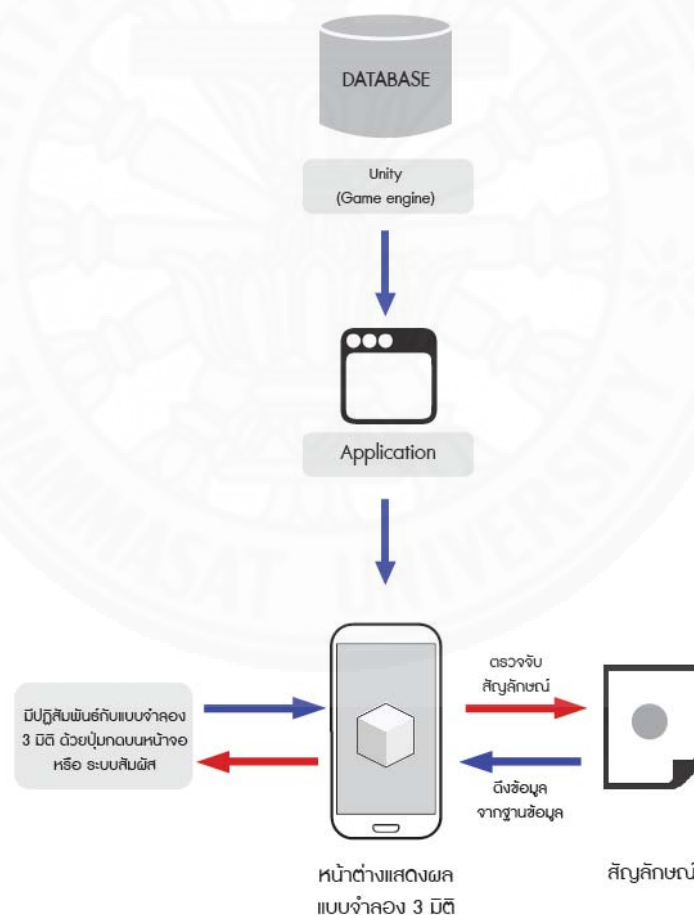 DATABASE
Unity
(Game engine)
Application
ตรวจจับ
สัญลักษณ์
มีปฏิสัมพันธ์กับแบบจำลอง
3 มิติ ด้วยปุ่มกดบนหน้าจอ
หรือ ระบบสัมผัส
ดึงข้อมูล
จากฐานข้อมูล
หน้าต่างแสดงผล
แบบจำลอง 3 มิติ
สัญลักษณ์